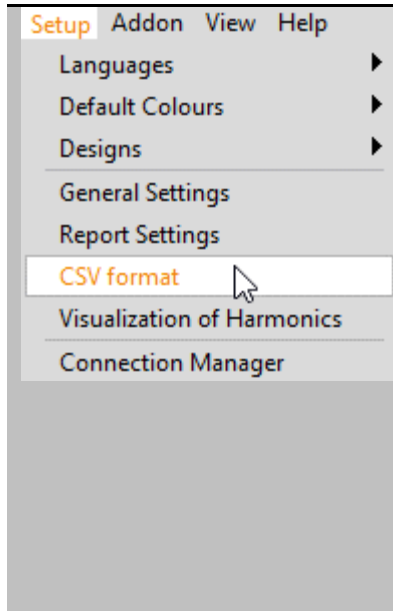 Setup Addon View Help
Languages
Default Colours
Designs
General Settings
Report Settings
CSV format
Visualization of Harmonics
Connection Manager